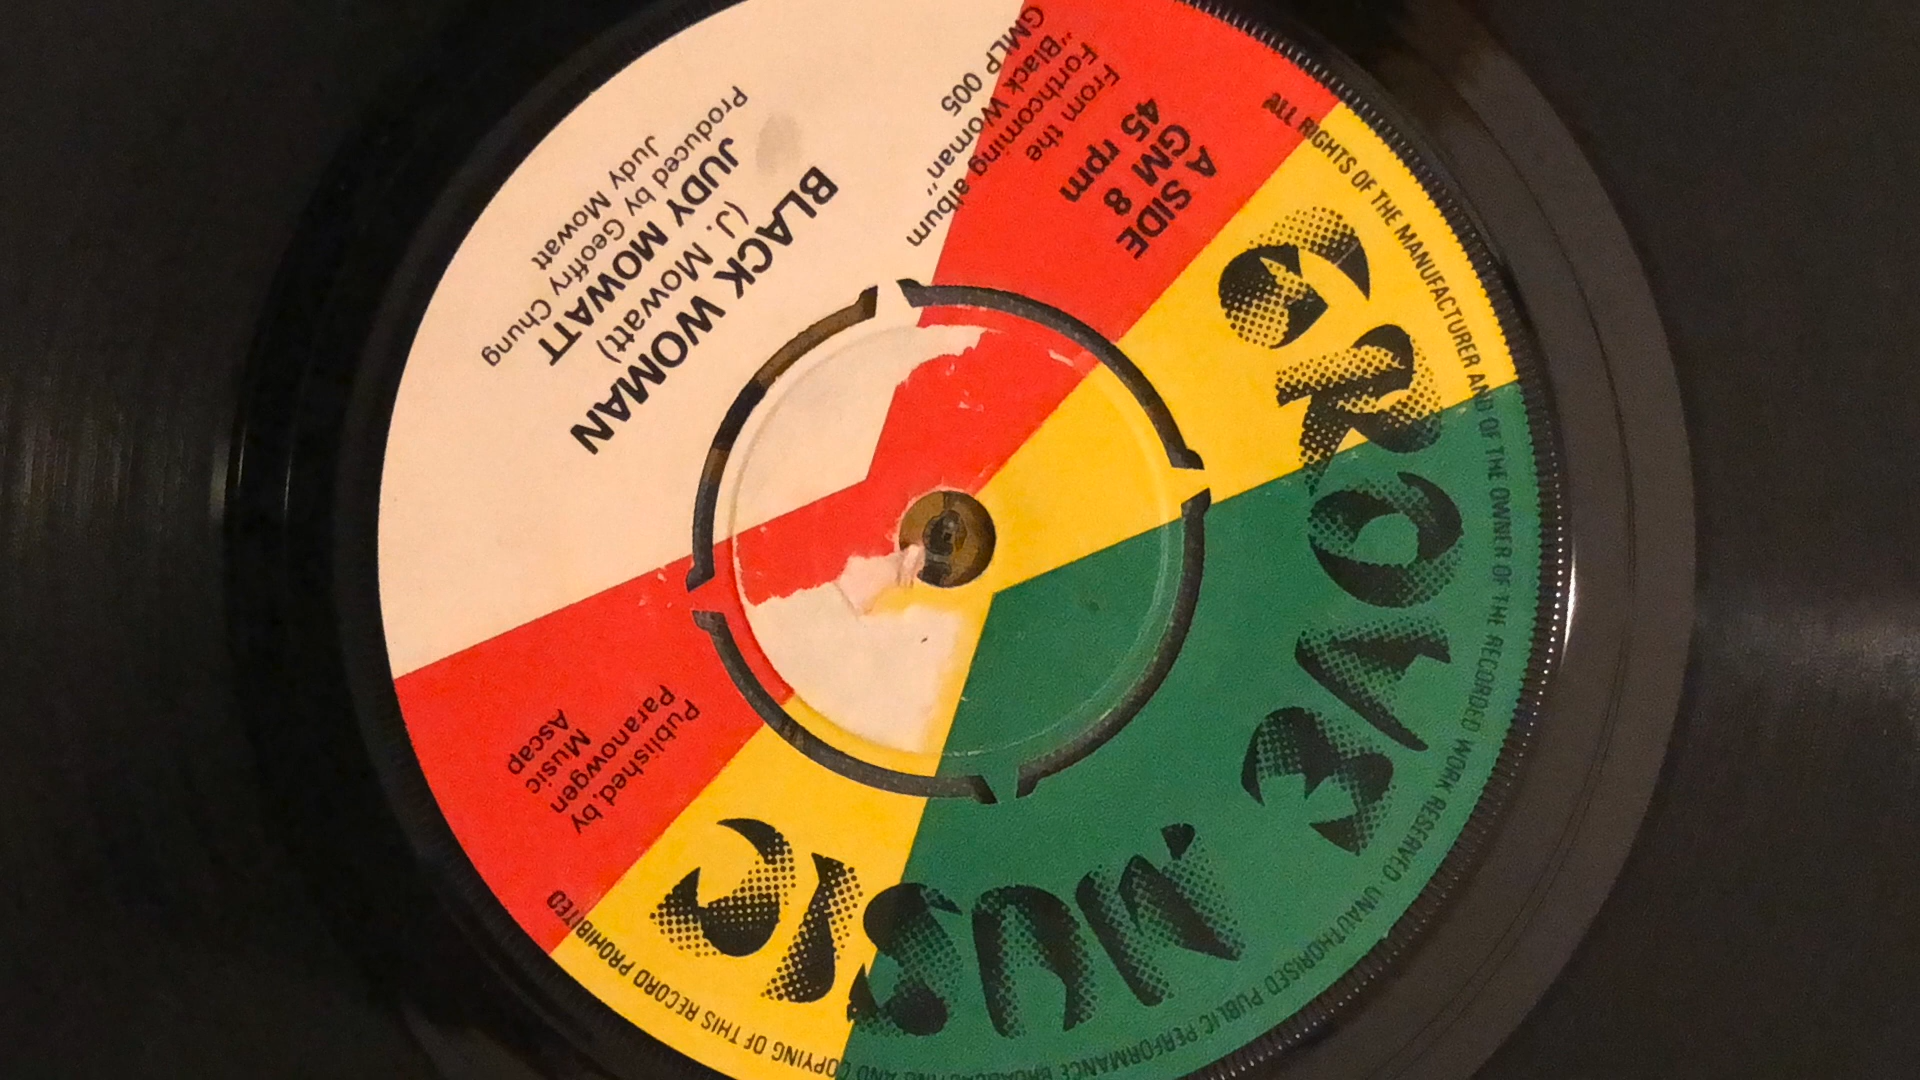 GROVE MUSIC
A SIDE
GM 8
45 rpm
From the
Forthcoming album
"Black Woman"
GMLP 005
Published.by
Paranowgen
Music
Ascap
BLACK WOMAN
(J. Mowatt)
JUDY MOWATT
Produced by Geoffry Chung
Judy Mowatt
ALL RIGHTS OF THE MANUFACTURER AND OF THE OWNER OF THE RECORDED WORK RESERVED UNAUTHORISED PUBLIC PERFORMANCE BROADCASTING AND COPYING OF THIS RECORD PROHIBITED